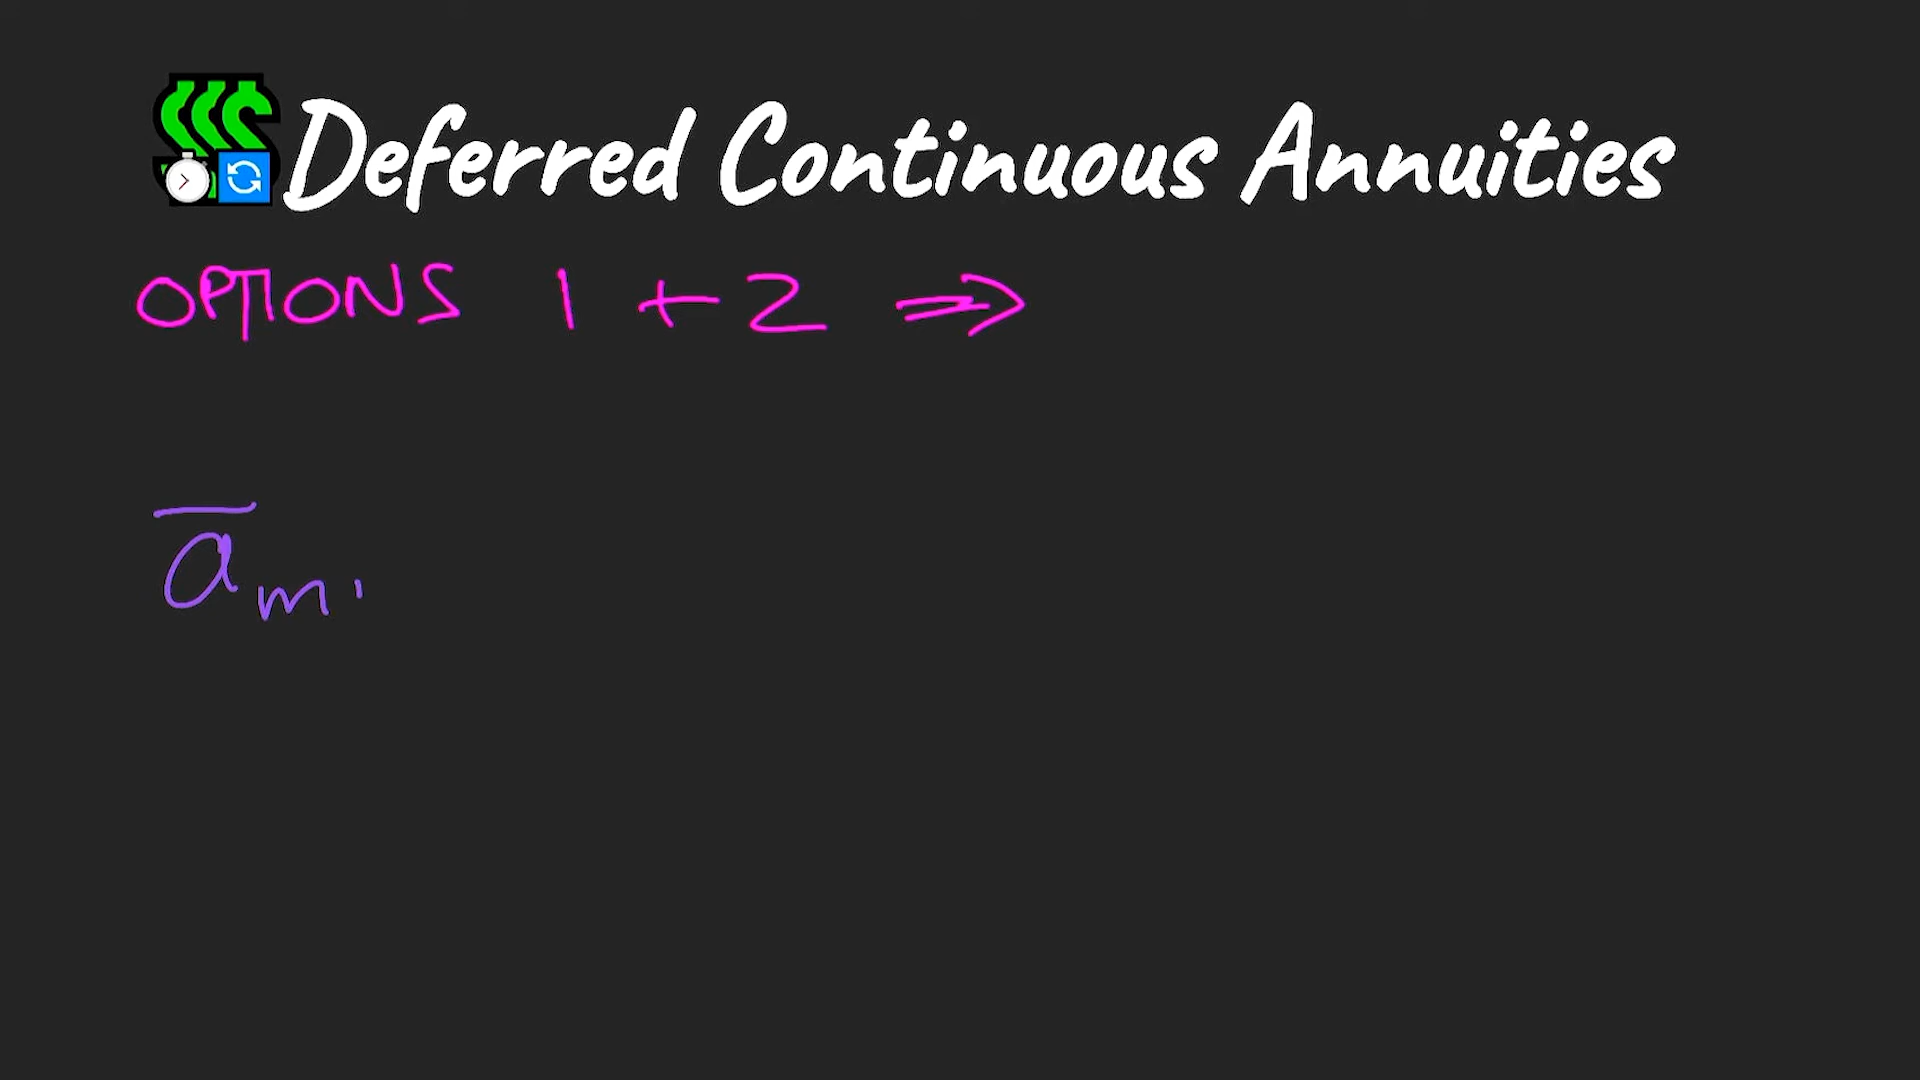 Deferred Continuous Annuities
OPTIONS 1 + 2 ⇒
a̅ₘ